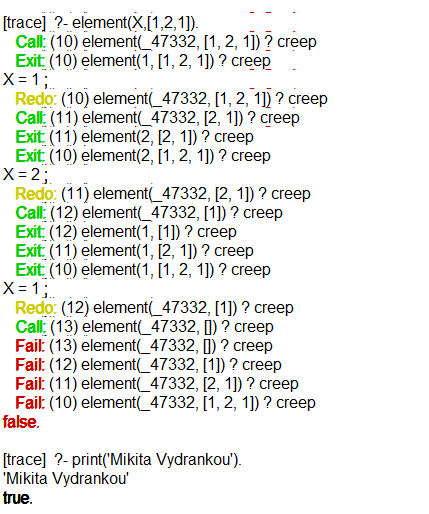 [trace]  ?- element(X,[1,2,1]).
Call: (10) element(_47332, [1, 2, 1]) ? creep
Exit: (10) element(1, [1, 2, 1]) ? creep
X = 1 ;
Redo: (10) element(_47332, [1, 2, 1]) ? creep
Call: (11) element(_47332, [2, 1]) ? creep
Exit: (11) element(2, [2, 1]) ? creep
Exit: (10) element(2, [1, 2, 1]) ? creep
X = 2 ;
Redo: (11) element(_47332, [2, 1]) ? creep
Call: (12) element(_47332, [1]) ? creep
Exit: (12) element(1, [1]) ? creep
Exit: (11) element(1, [2, 1]) ? creep
Exit: (10) element(1, [1, 2, 1]) ? creep
X = 1 ;
Redo: (12) element(_47332, [1]) ? creep
Call: (13) element(_47332, []) ? creep
Fail: (13) element(_47332, []) ? creep
Fail: (12) element(_47332, [1]) ? creep
Fail: (11) element(_47332, [2, 1]) ? creep
Fail: (10) element(_47332, [1, 2, 1]) ? creep
false.
[trace]  ?- print('Mikita Vydrankou').
'Mikita Vydrankou'
true.